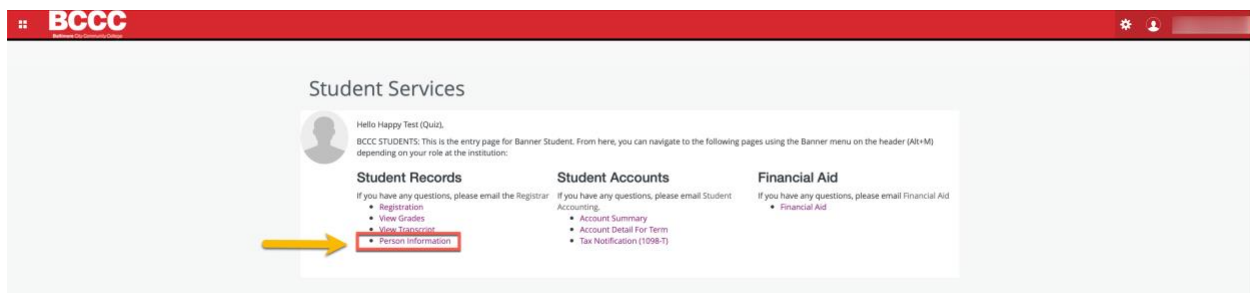 BCCC
Baltimore City Community College
Student Services
Hello Happy Test (Quiz),
BCCC STUDENTS: This is the entry page for Banner Student. From here, you can navigate to the following pages using the Banner menu on the header (Alt+M)
depending on your role at the institution:
Student Records
If you have any questions, please email the Registrar
Registration
View Grades
View Transcript
Person Information
Student Accounts
If you have any questions, please email Student
Accounting.
Account Summary
Account Detail For Term
Tax Notification (1098-T)
Financial Aid
If you have any questions, please email Financial Aid
Financial Aid